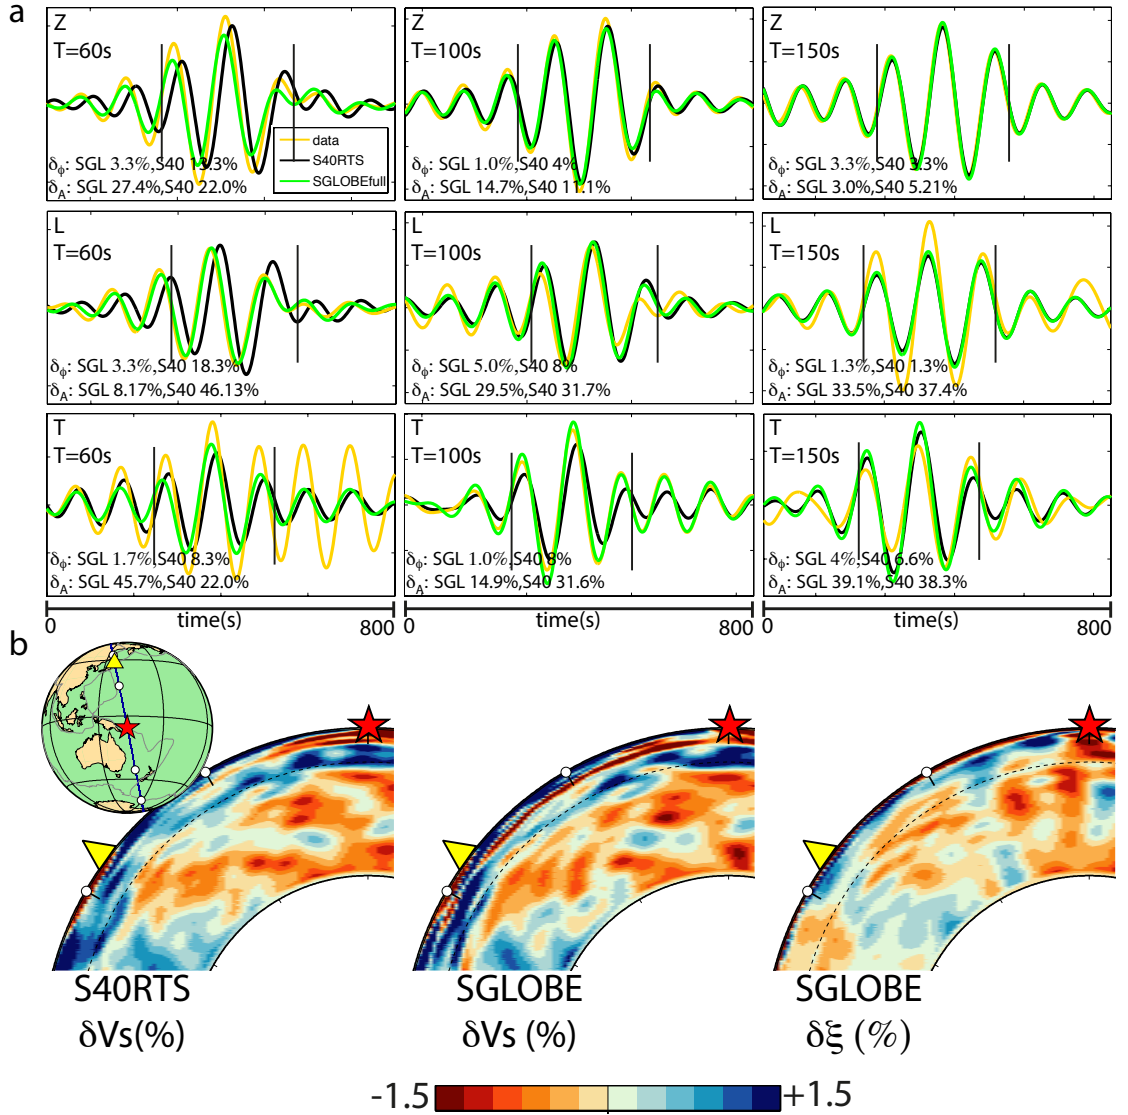 a
Z
T=60s
data
S40RTS
SGLOBEfull
δϕ: SGL 3.3%,S40 13.3%
δA: SGL 27.4%,S40 22.0%
Z
T=100s
δϕ: SGL 1.0%,S40 4%
δA: SGL 14.7%,S40 11.1%
Z
T=150s
δϕ: SGL 3.3%,S40 3.3%
δA: SGL 3.0%,S40 5.21%
L
T=60s
δϕ: SGL 3.3%,S40 18.3%
δA: SGL 8.17%,S40 46.13%
L
T=100s
δϕ: SGL 5.0%,S40 8%
δA: SGL 29.5%,S40 31.7%
L
T=150s
δϕ: SGL 1.3%,S40 1.3%
δA: SGL 33.5%,S40 37.4%
T
T=60s
δϕ: SGL 1.7%,S40 8.3%
δA: SGL 45.7%,S40 22.0%
T
T=100s
δϕ: SGL 1.0%,S40 8%
δA: SGL 14.9%,S40 31.6%
T
T=150s
δϕ: SGL 4%,S40 6.6%
δA: SGL 39.1%,S40 38.3%
0 time(s) 800
0 time(s) 800
0 time(s) 800
b
S40RTS
δVs(%)
SGLOBE
δVs (%)
SGLOBE
δξ (%)
-1.5 +1.5